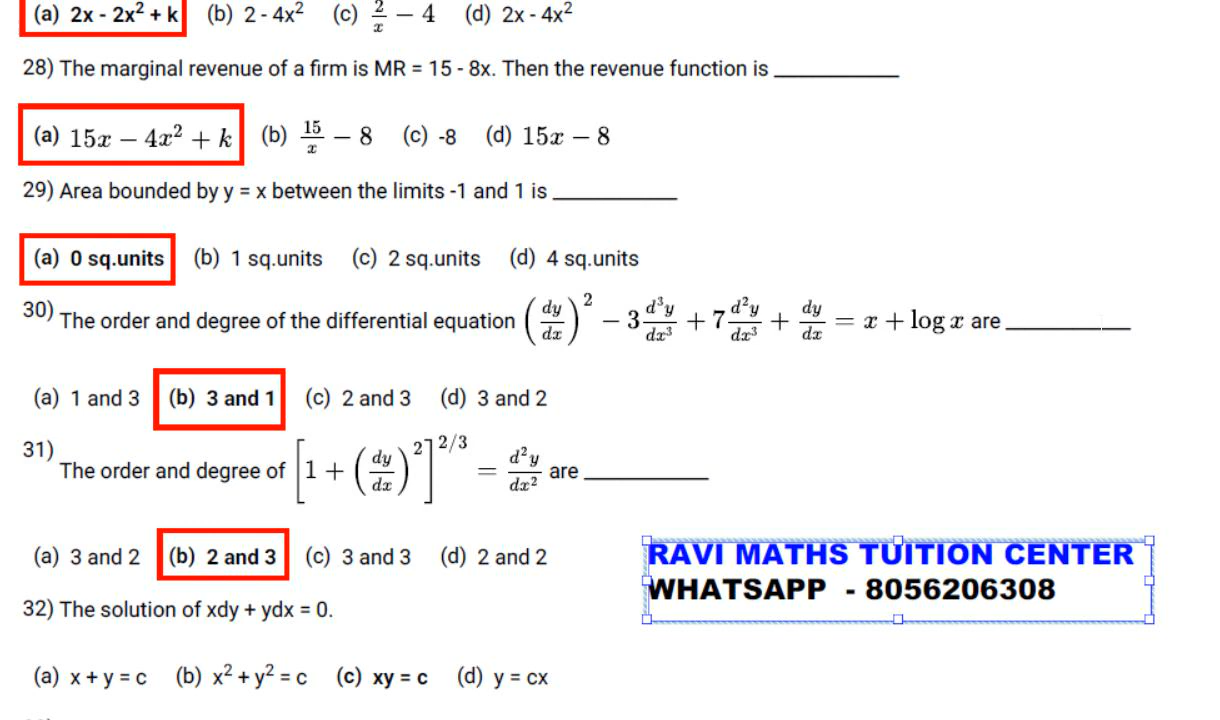 (a) 2x - 2x² + k (b) 2 - 4x² (c) 2/x − 4 (d) 2x - 4x²
28) The marginal revenue of a firm is MR = 15 - 8x. Then the revenue function is ____________
(a) 15x − 4x² + k (b) 15/x − 8 (c) -8 (d) 15x − 8
29) Area bounded by y = x between the limits -1 and 1 is ____________
(a) 0 sq.units (b) 1 sq.units (c) 2 sq.units (d) 4 sq.units
30) The order and degree of the differential equation (dy/dx)² − 3 d³y/dx³ + 7 d²y/dx³ + dy/dx = x + log x are ____________
(a) 1 and 3 (b) 3 and 1 (c) 2 and 3 (d) 3 and 2
31) The order and degree of [1 + (dy/dx)²]^2/3 = d²y/dx² are ____________
(a) 3 and 2 (b) 2 and 3 (c) 3 and 3 (d) 2 and 2
RAVI MATHS TUITION CENTER
WHATSAPP - 8056206308
32) The solution of xdy + ydx = 0.
(a) x + y = c (b) x² + y² = c (c) xy = c (d) y = cx